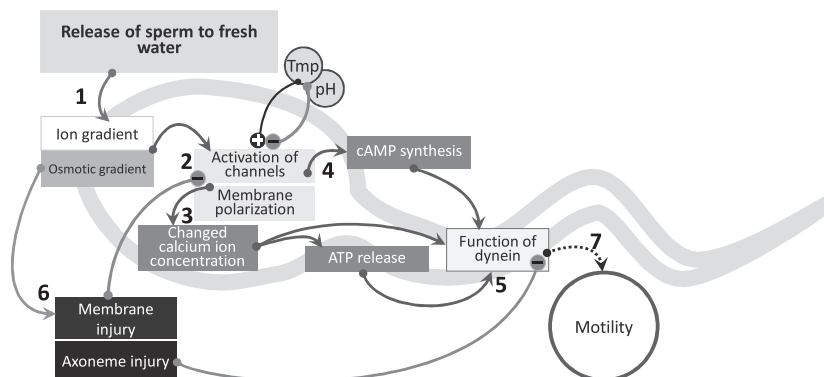 Release of sperm to fresh
water
Tmp
pH
1
Ion gradient
Osmotic gradient
2
Activation of
channels
4
cAMP synthesis
Membrane
polarization
3
Changed
calcium ion
concentration
ATP release
Function of
dynein
5
7
6
Membrane
injury
Axoneme injury
Motility